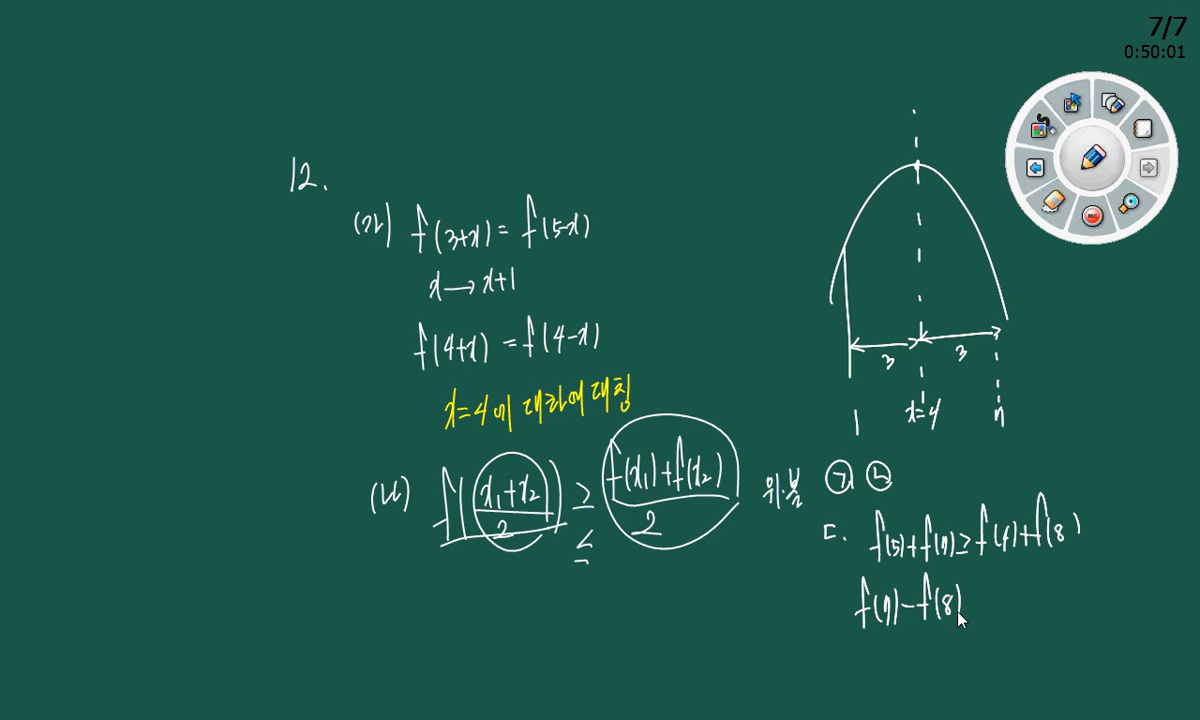 7/7
0:50:01
12.
(가) f(3+x) = f(5-x)
x → x+1
f(4+x) = f(4-x)
x=4에 대하여 대칭
(나) f((x₁+x₂)/2) ≥ (f(x₁)+f(x₂))/2 위·볼
≤
3 3
1 x=4 7
㉠ ㉡
ㄷ. f(5)+f(7) ≥ f(4)+f(8)
f(7)-f(8)
REC